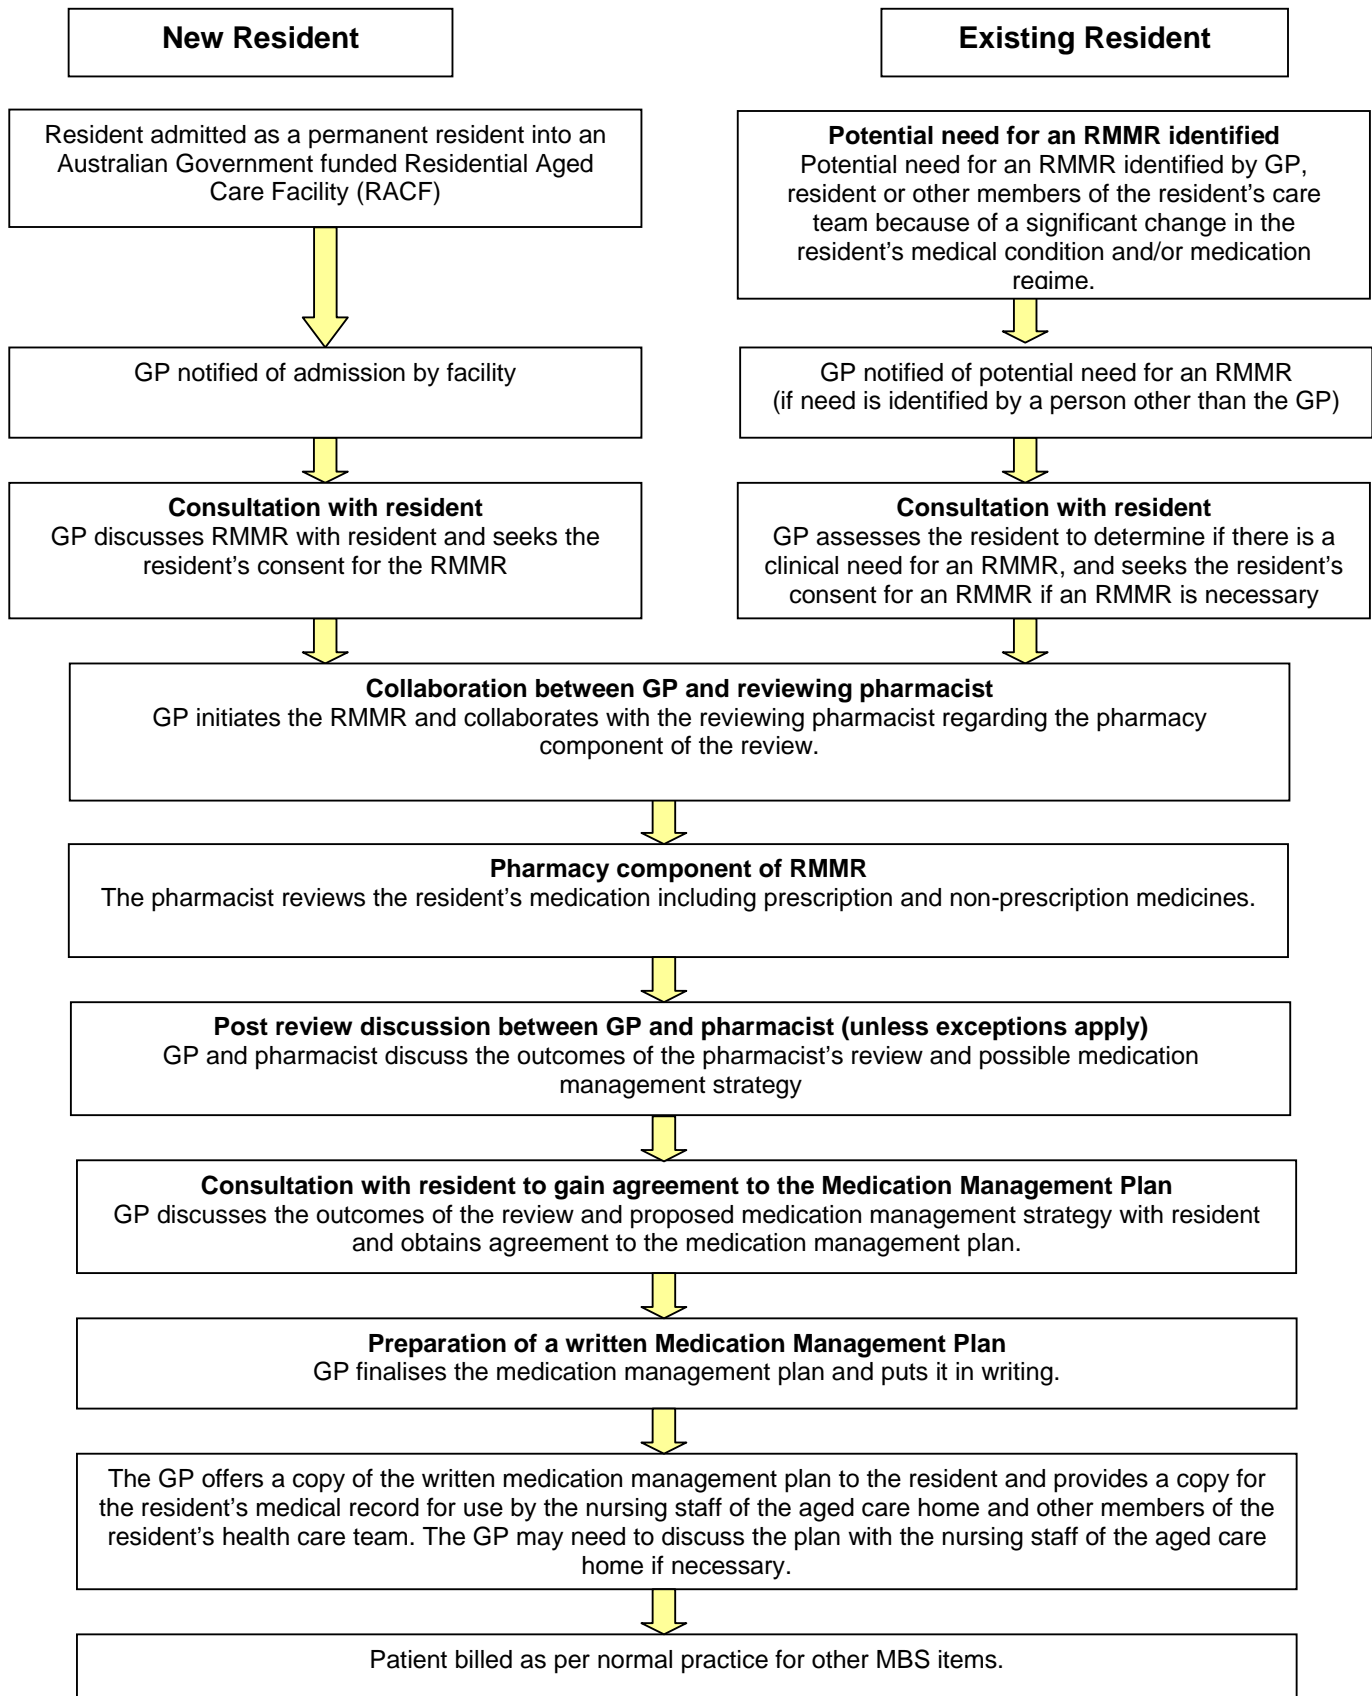 New Resident
Existing Resident
Resident admitted as a permanent resident into an
Australian Government funded Residential Aged
Care Facility (RACF)
Potential need for an RMMR identified
Potential need for an RMMR identified by GP,
resident or other members of the resident's care
team because of a significant change in the
resident's medical condition and/or medication
regime.
GP notified of admission by facility
GP notified of potential need for an RMMR
(if need is identified by a person other than the GP)
Consultation with resident
GP discusses RMMR with resident and seeks the
resident's consent for the RMMR
Consultation with resident
GP assesses the resident to determine if there is a
clinical need for an RMMR, and seeks the resident's
consent for an RMMR if an RMMR is necessary
Collaboration between GP and reviewing pharmacist
GP initiates the RMMR and collaborates with the reviewing pharmacist regarding the pharmacy
component of the review.
Pharmacy component of RMMR
The pharmacist reviews the resident's medication including prescription and non-prescription medicines.
Post review discussion between GP and pharmacist (unless exceptions apply)
GP and pharmacist discuss the outcomes of the pharmacist's review and possible medication
management strategy
Consultation with resident to gain agreement to the Medication Management Plan
GP discusses the outcomes of the review and proposed medication management strategy with resident
and obtains agreement to the medication management plan.
Preparation of a written Medication Management Plan
GP finalises the medication management plan and puts it in writing.
The GP offers a copy of the written medication management plan to the resident and provides a copy for
the resident's medical record for use by the nursing staff of the aged care home and other members of the
resident's health care team. The GP may need to discuss the plan with the nursing staff of the aged care
home if necessary.
Patient billed as per normal practice for other MBS items.